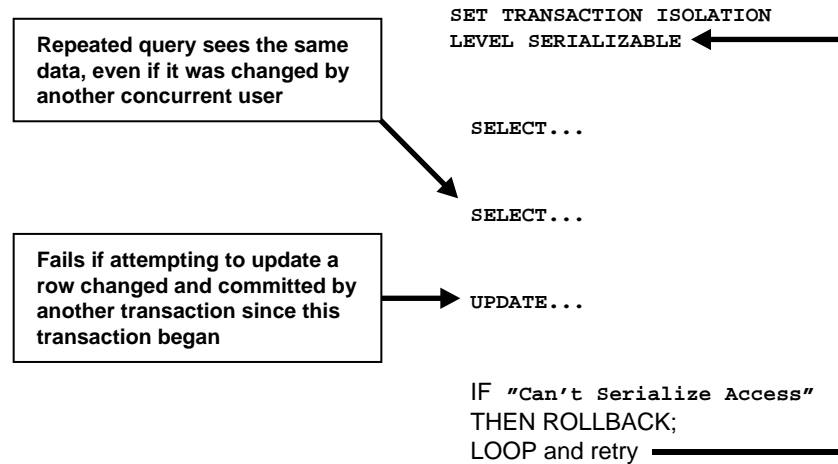 SET TRANSACTION ISOLATION
LEVEL SERIALIZABLE
Repeated query sees the same
data, even if it was changed by
another concurrent user
SELECT...
SELECT...
Fails if attempting to update a
row changed and committed by
another transaction since this
transaction began
UPDATE...
IF ″Can't Serialize Access″
THEN ROLLBACK;
LOOP and retry